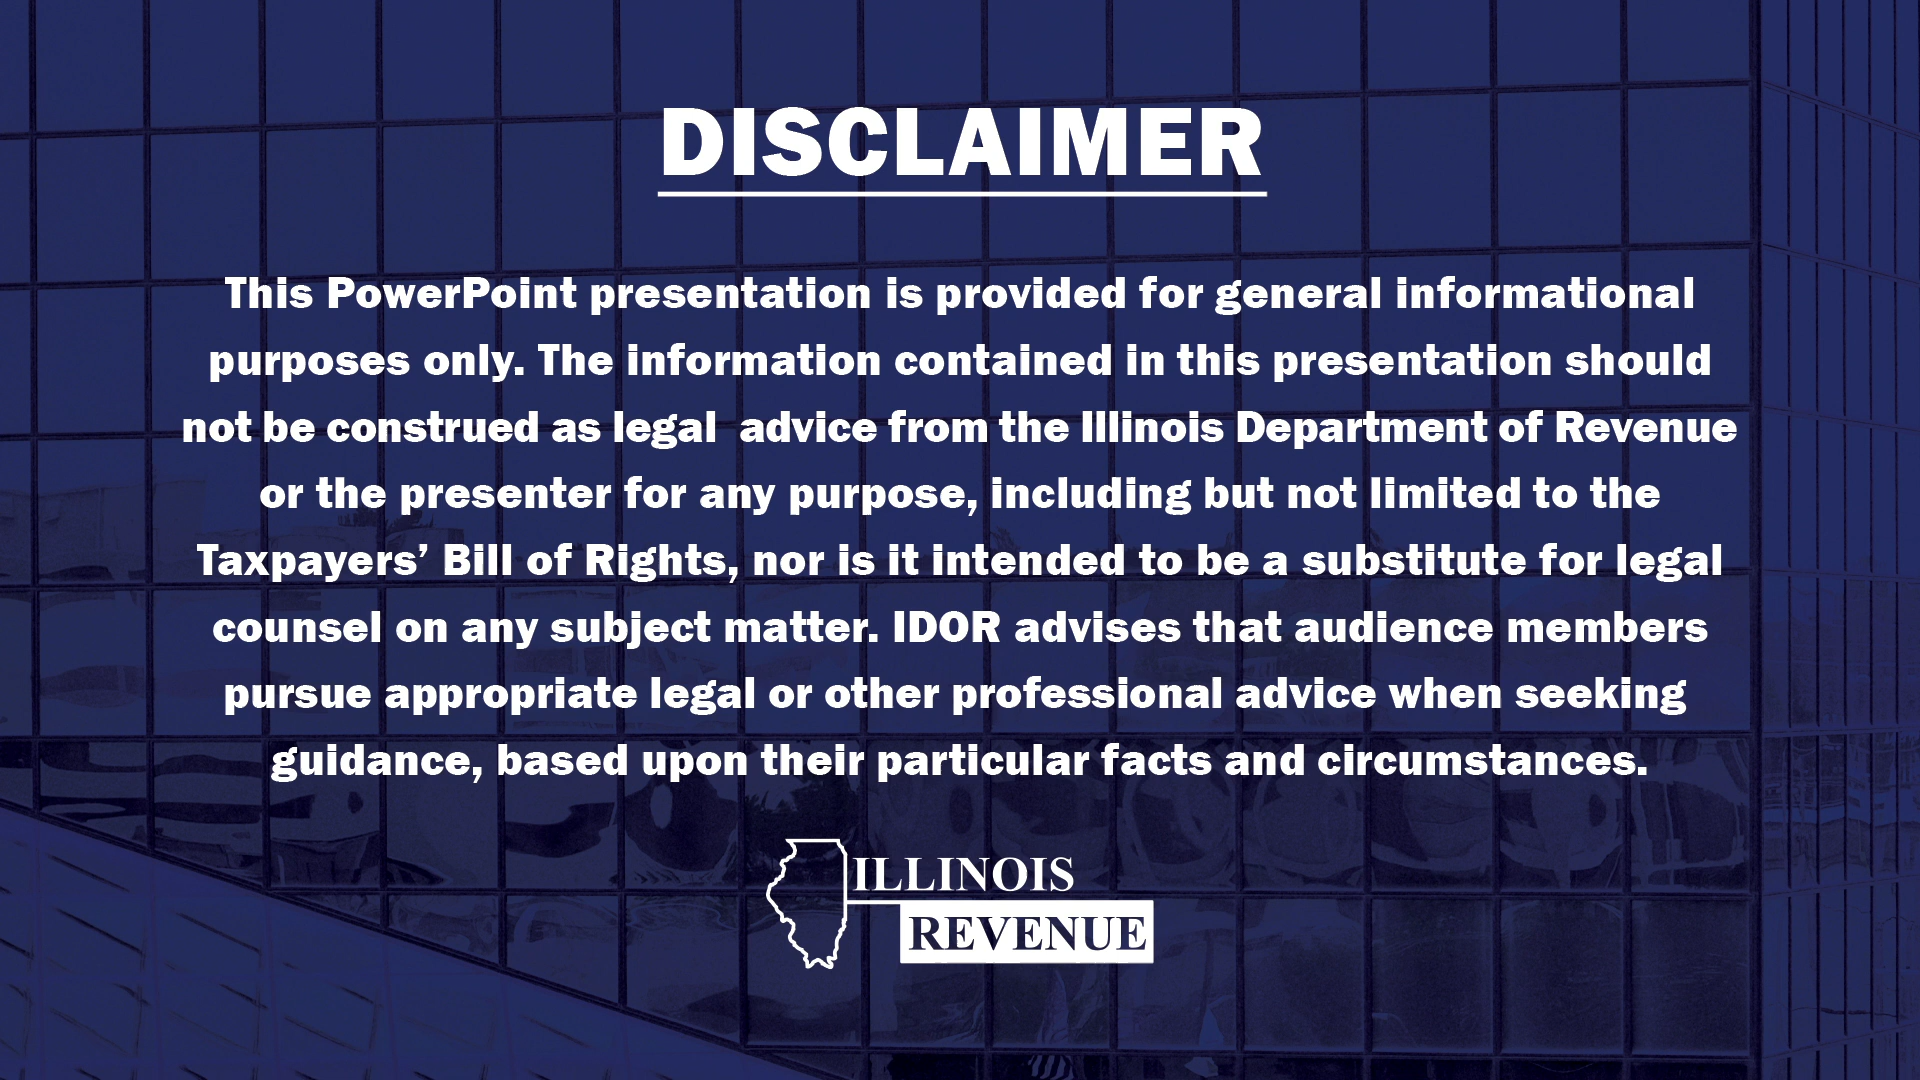 DISCLAIMER
This PowerPoint presentation is provided for general informational
purposes only. The information contained in this presentation should
not be construed as legal  advice from the Illinois Department of Revenue
or the presenter for any purpose, including but not limited to the
Taxpayers’ Bill of Rights, nor is it intended to be a substitute for legal
counsel on any subject matter. IDOR advises that audience members
pursue appropriate legal or other professional advice when seeking
guidance, based upon their particular facts and circumstances.
ILLINOIS
REVENUE